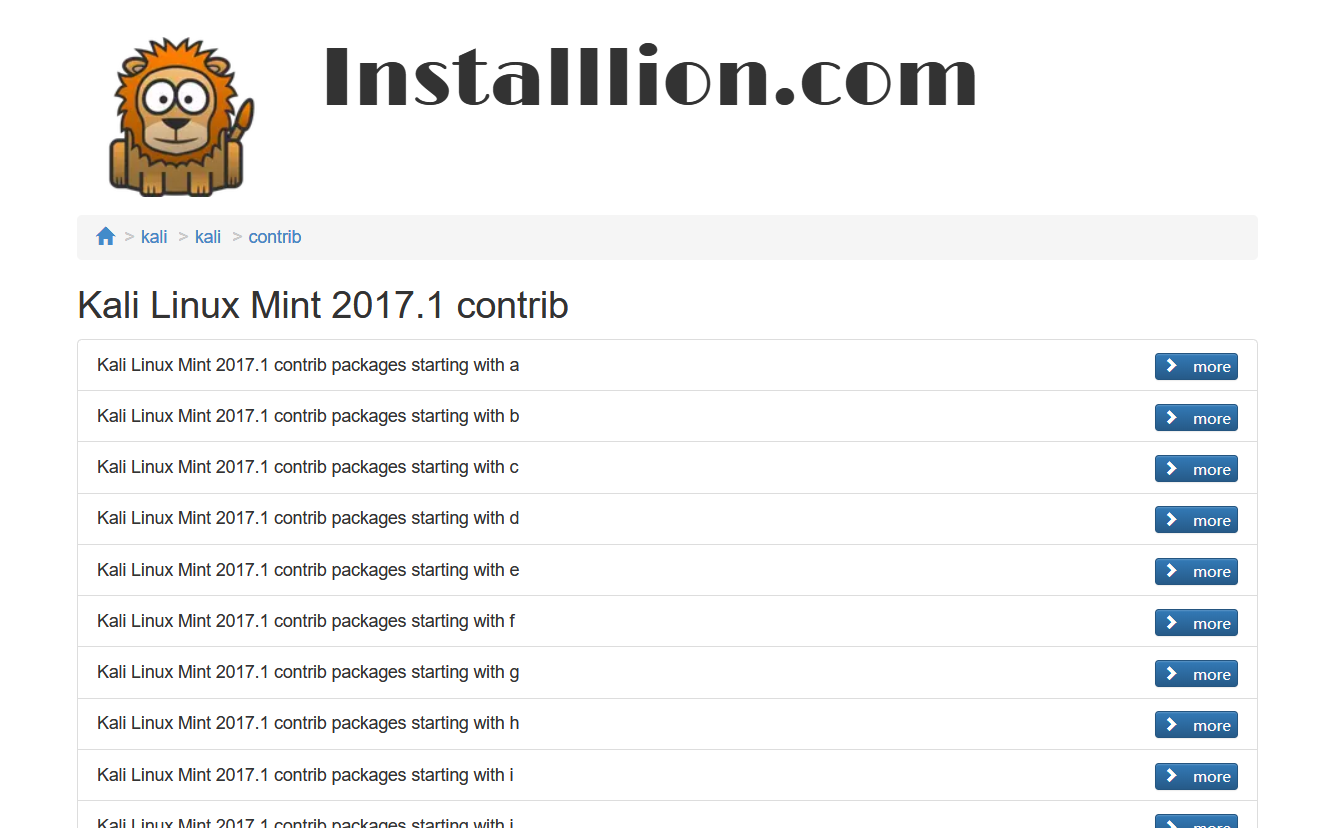 Installlion.com
> kali > kali > contrib
Kali Linux Mint 2017.1 contrib
Kali Linux Mint 2017.1 contrib packages starting with a more
Kali Linux Mint 2017.1 contrib packages starting with b more
Kali Linux Mint 2017.1 contrib packages starting with c more
Kali Linux Mint 2017.1 contrib packages starting with d more
Kali Linux Mint 2017.1 contrib packages starting with e more
Kali Linux Mint 2017.1 contrib packages starting with f more
Kali Linux Mint 2017.1 contrib packages starting with g more
Kali Linux Mint 2017.1 contrib packages starting with h more
Kali Linux Mint 2017.1 contrib packages starting with i more
Kali Linux Mint 2017.1 contrib packages starting with j more